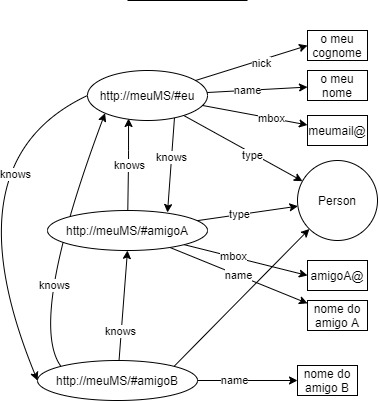 o meu
cognome
nick
http://meuMS/#eu
name
o meu
nome
mbox
meumail@
type
knows
knows
knows
Person
http://meuMS/#amigoA
type
mbox
amigoA@
name
nome do
amigo A
knows
knows
http://meuMS/#amigoB
name
nome do
amigo B